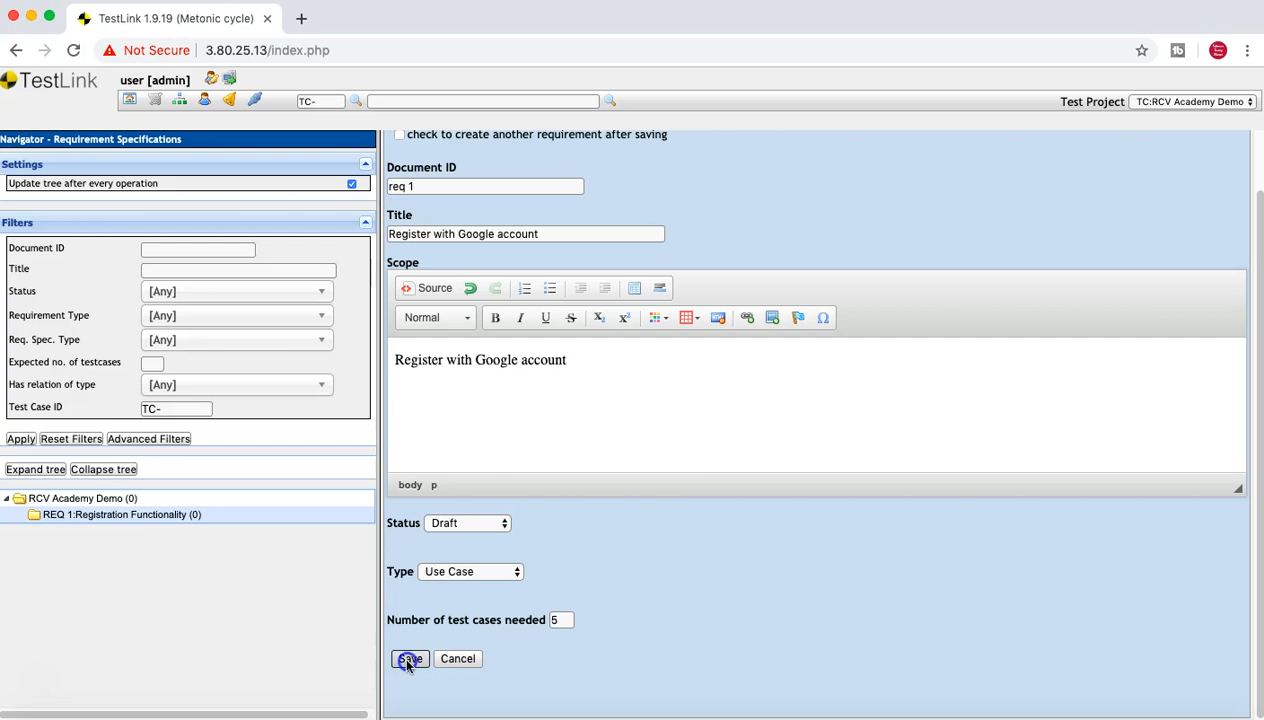 TestLink 1.9.19 (Metonic cycle)
Not Secure 3.80.25.13/index.php
TestLink
user [admin]
TC-
Test Project TC:RCV Academy Demo
Navigator - Requirement Specifications
Settings
Update tree after every operation
Filters
Document ID
Title
Status [Any]
Requirement Type [Any]
Req. Spec. Type [Any]
Expected no. of testcases
Has relation of type [Any]
Test Case ID TC-
Apply Reset Filters Advanced Filters
Expand tree Collapse tree
RCV Academy Demo (0)
REQ 1:Registration Functionality (0)
check to create another requirement after saving
Document ID
req 1
Title
Register with Google account
Scope
Source
Normal B I U S x₂ x² Ω
Register with Google account
body p
Status Draft
Type Use Case
Number of test cases needed 5
Save Cancel